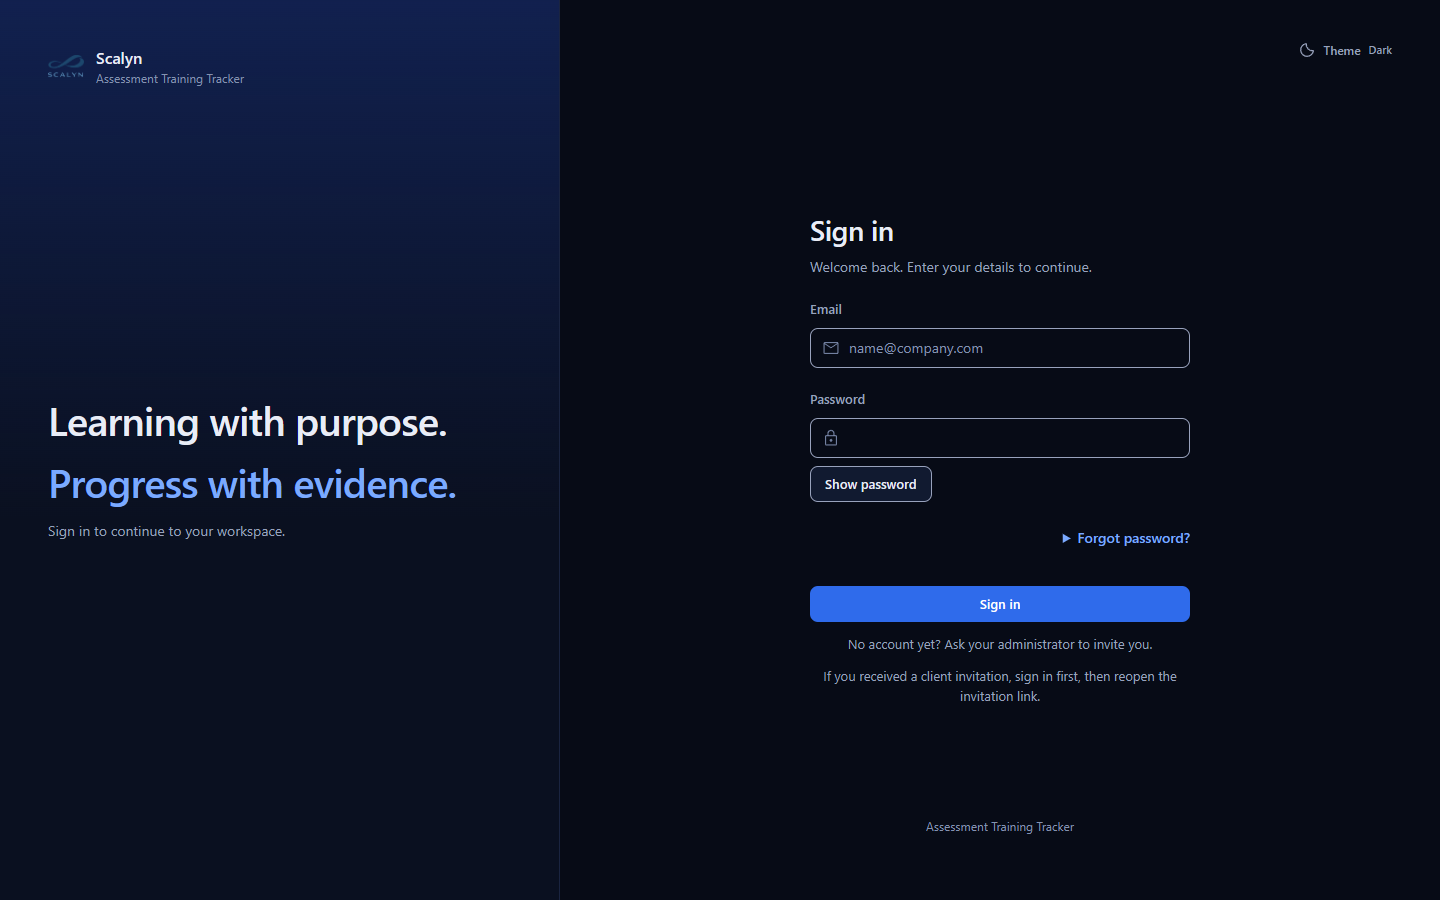 SCALYN
Scalyn
Assessment Training Tracker
Theme Dark
Learning with purpose.
Progress with evidence.
Sign in to continue to your workspace.
Sign in
Welcome back. Enter your details to continue.
Email
name@company.com
Password
Show password
Forgot password?
Sign in
No account yet? Ask your administrator to invite you.
If you received a client invitation, sign in first, then reopen the
invitation link.
Assessment Training Tracker